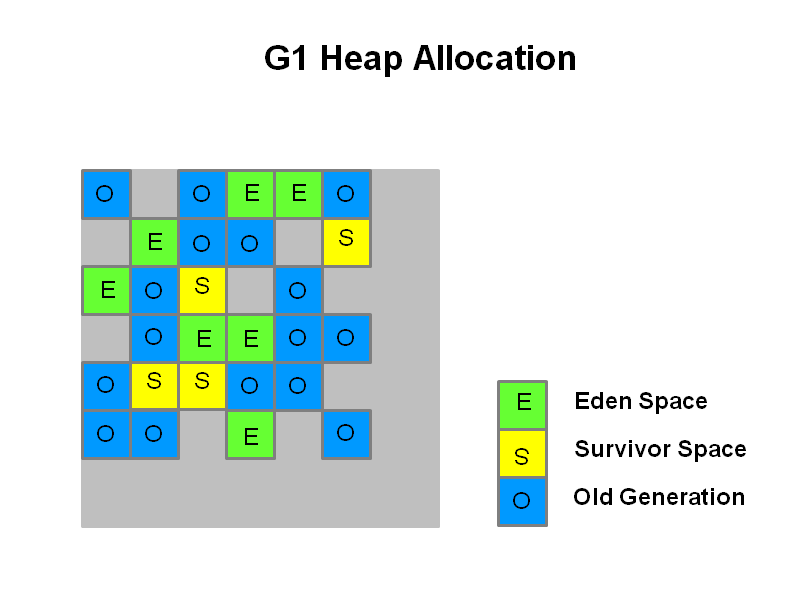 G1 Heap Allocation
O O E E O
E O O S
E O S O
O E E O O
O S S O O
O O E O
E Eden Space
S Survivor Space
O Old Generation